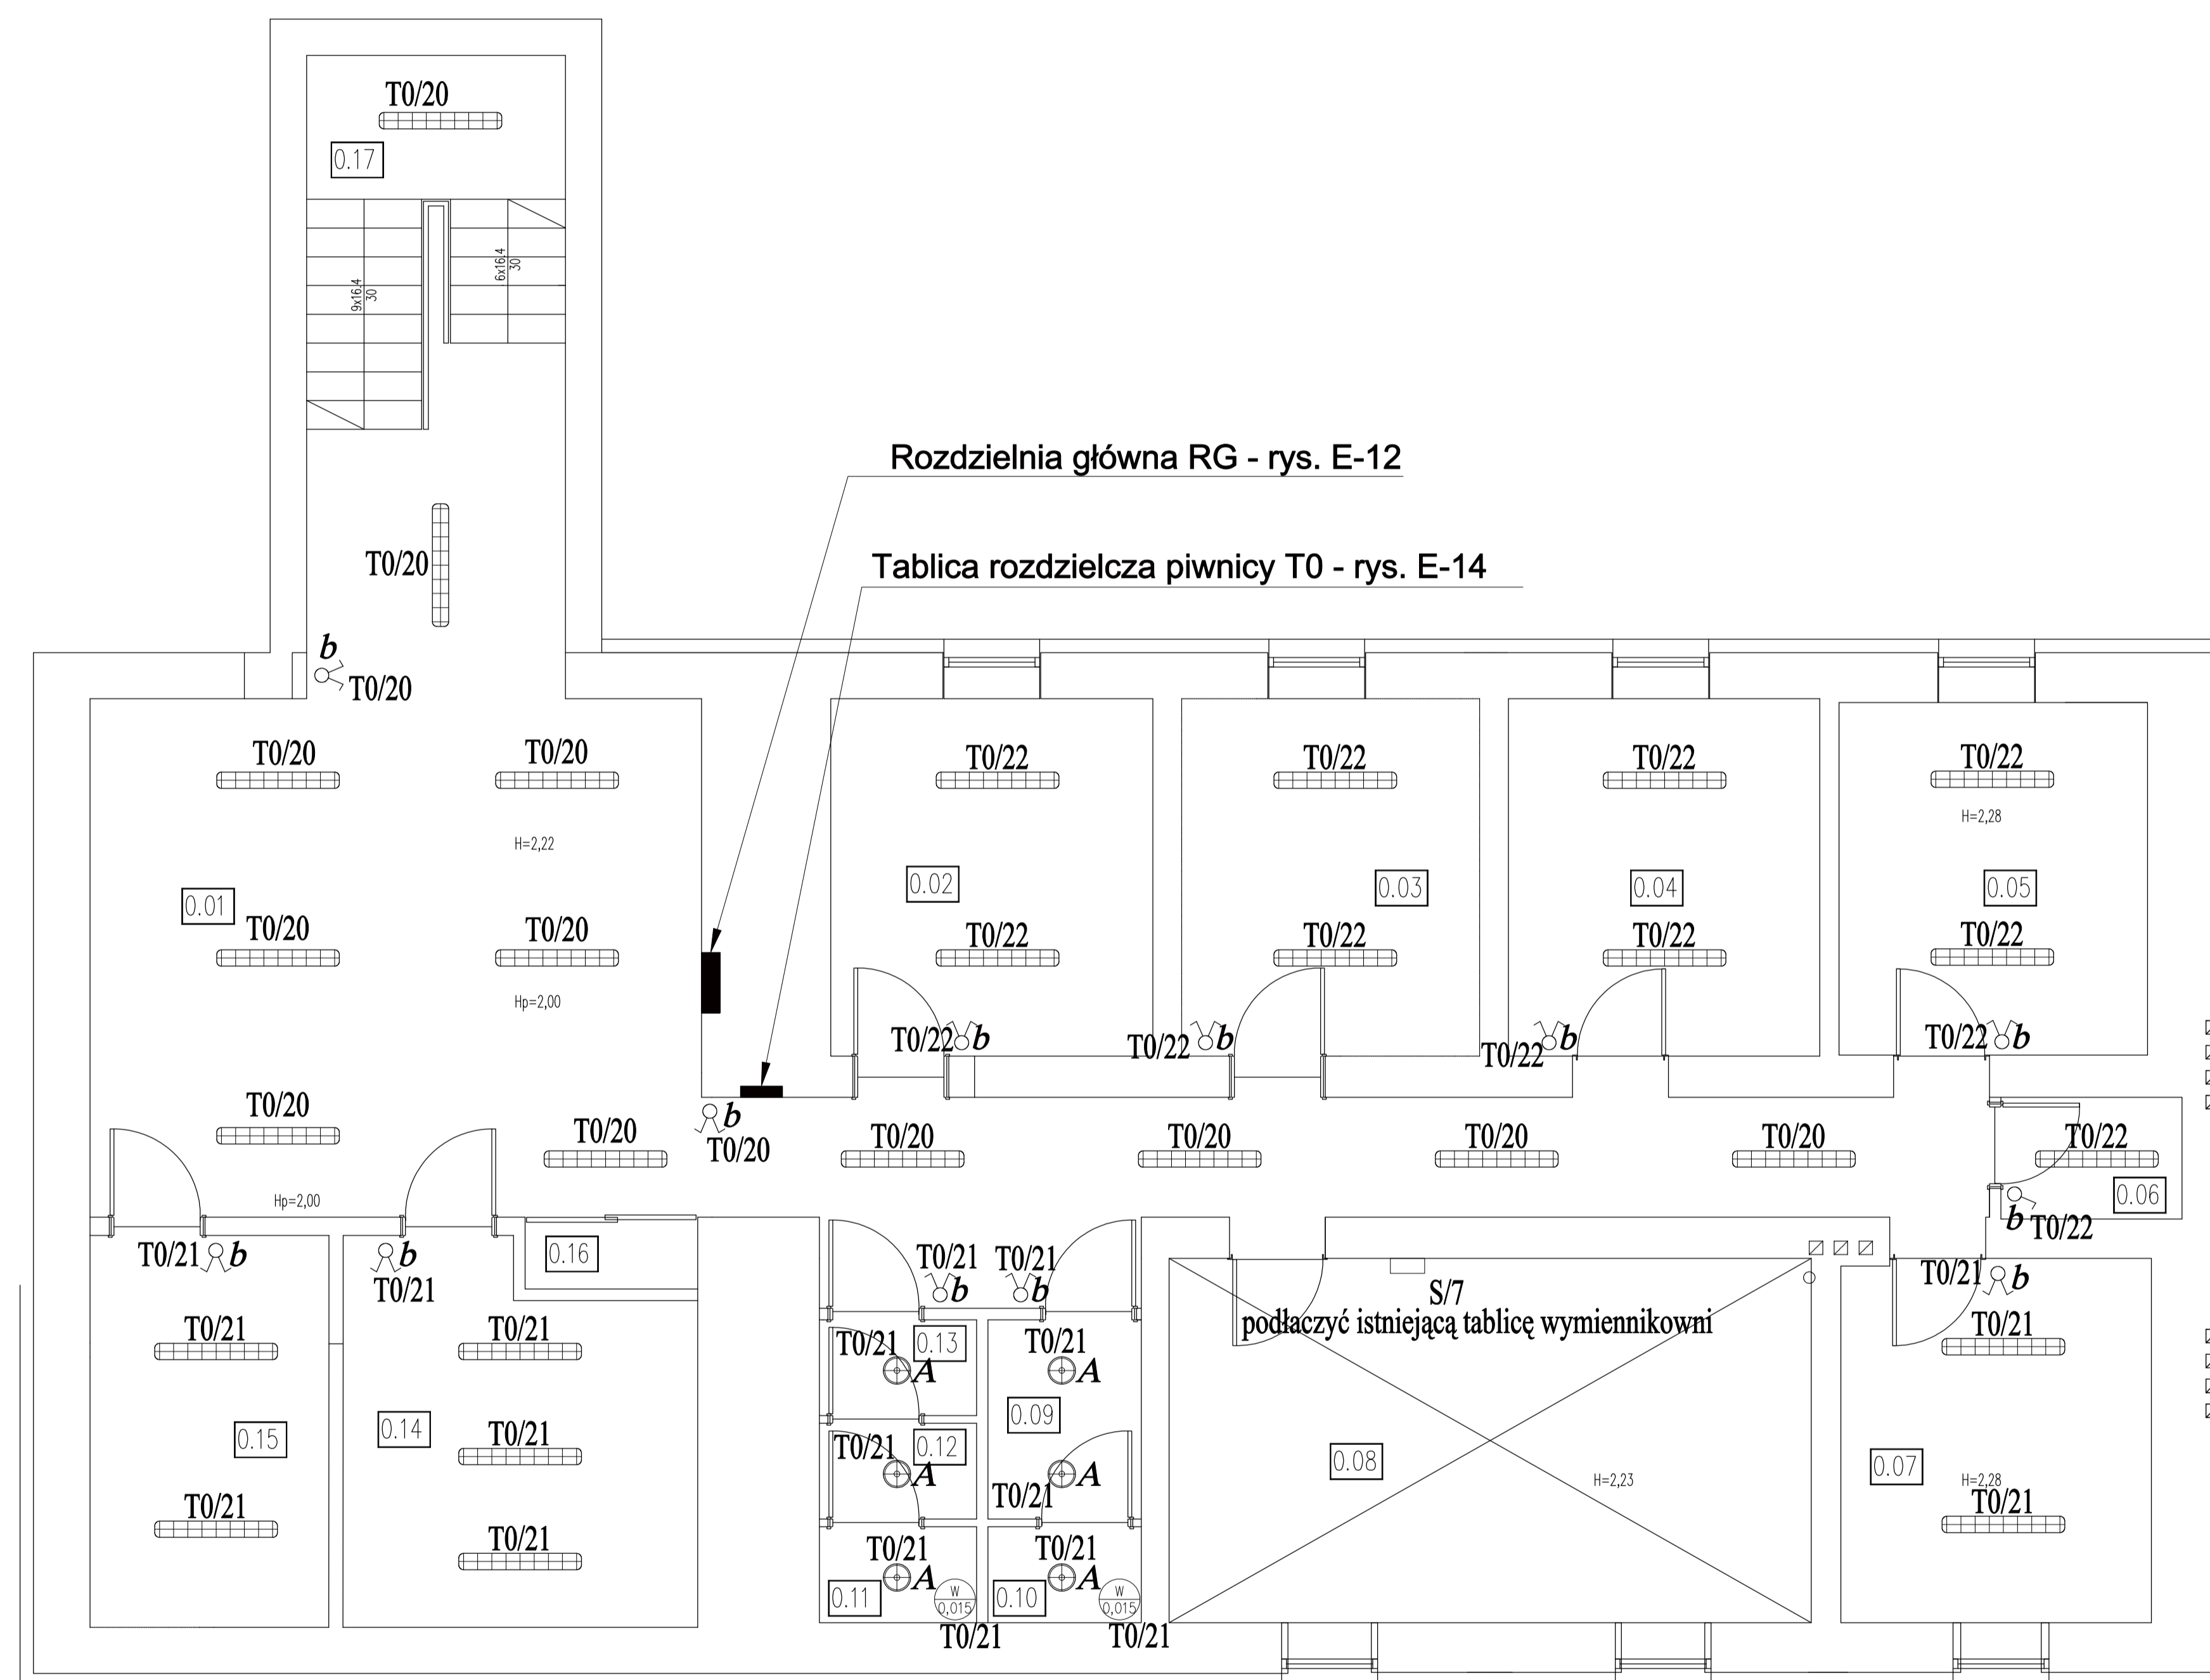 T0/20
0.17
9x16.4
30
6x16.4
30
Rozdzielnia główna RG - rys. E-12
Tablica rozdzielcza piwnicy T0 - rys. E-14
T0/20
b
T0/20
T0/20
T0/20
T0/22
T0/22
T0/22
T0/22
H=2,28
H=2,22
0.01
0.02
0.03
0.04
0.05
T0/20
T0/20
T0/22
T0/22
T0/22
T0/22
Hp=2,00
T0/22 b
T0/22 b
T0/22 b
T0/22 b
T0/20
T0/20
b
T0/20
T0/20
T0/20
T0/20
T0/20
T0/22
0.06
b T0/22
Hp=2,00
T0/21 b
b
T0/21
0.16
T0/21
b
T0/21
b
T0/21 b
S/7
podłaczyć istniejącą tablicę wymiennikowni
T0/21
T0/21
T0/21
0.13
A
T0/21
A
T0/21
0.15
0.14
T0/21
T0/21
0.12
A
0.09
A
T0/21
0.08
H=2,23
0.07
H=2,28
T0/21
T0/21
T0/21
T0/21
A
0.11
W
0,015
T0/21
T0/21
A
0.10
W
0,015
T0/21